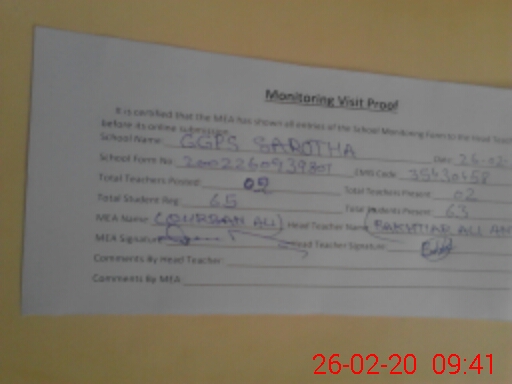 Monitoring Visit Proof
It is certified that the MEA has shown all entries of the School Monitoring Form to the Head Teacher
before its online submission
School Name: GGPS SAROTHA Date: 26-02-
School Form No 200226093980T EMIS Code: 35430458
Total Teachers Posted: 02 Total Teachers Present: 02
Total Student Reg: 65 Total Students Present: 63
MEA Name: (GURSHAN ALI) Head Teacher Name: (BAKHTIAR ALI AN
MEA Signature: Head Teacher Signature:
Comments By Head Teacher:
Comments By MEA:
26-02-20 09:41